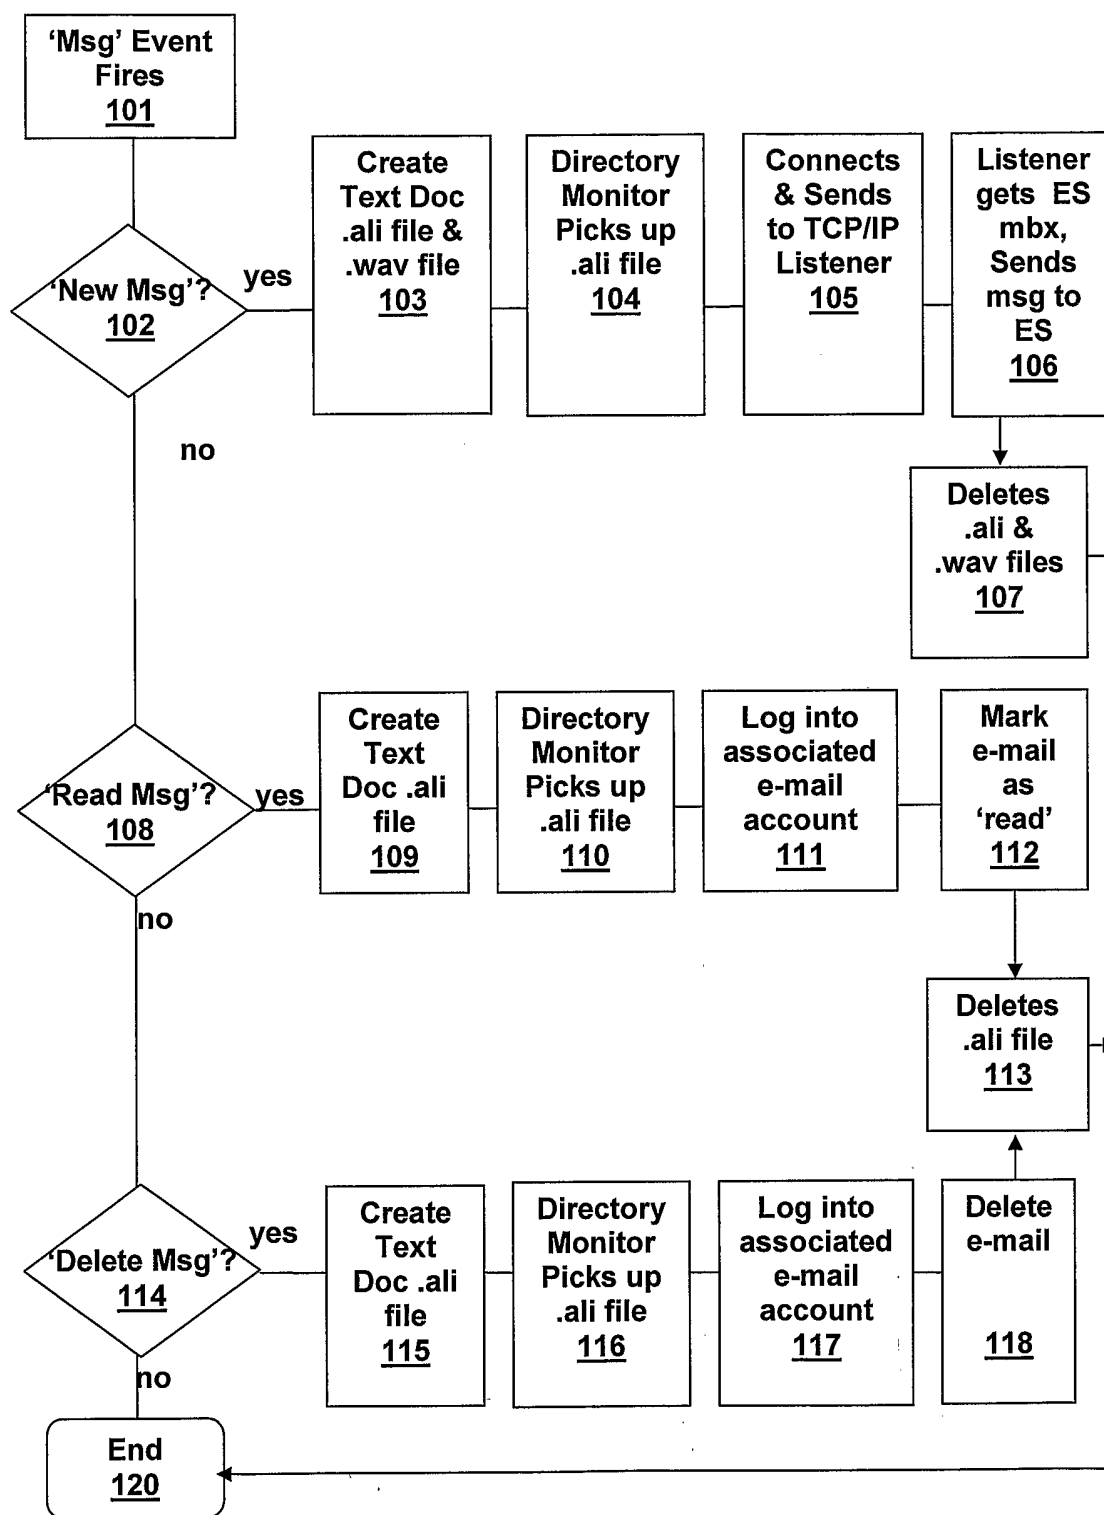 ‘Msg’ Event
Fires
101
‘New Msg’?
102
yes
no
Create
Text Doc
.ali file &
.wav file
103
Directory
Monitor
Picks up
.ali file
104
Connects
& Sends
to TCP/IP
Listener
105
Listener
gets ES
mbx,
Sends
msg to
ES
106
Deletes
.ali &
.wav files
107
‘Read Msg’?
108
yes
no
Create
Text
Doc .ali
file
109
Directory
Monitor
Picks up
.ali file
110
Log into
associated
e-mail
account
111
Mark
e-mail
as
‘read’
112
Deletes
.ali file
113
‘Delete Msg’?
114
yes
no
Create
Text
Doc .ali
file
115
Directory
Monitor
Picks up
.ali file
116
Log into
associated
e-mail
account
117
Delete
e-mail
118
End
120